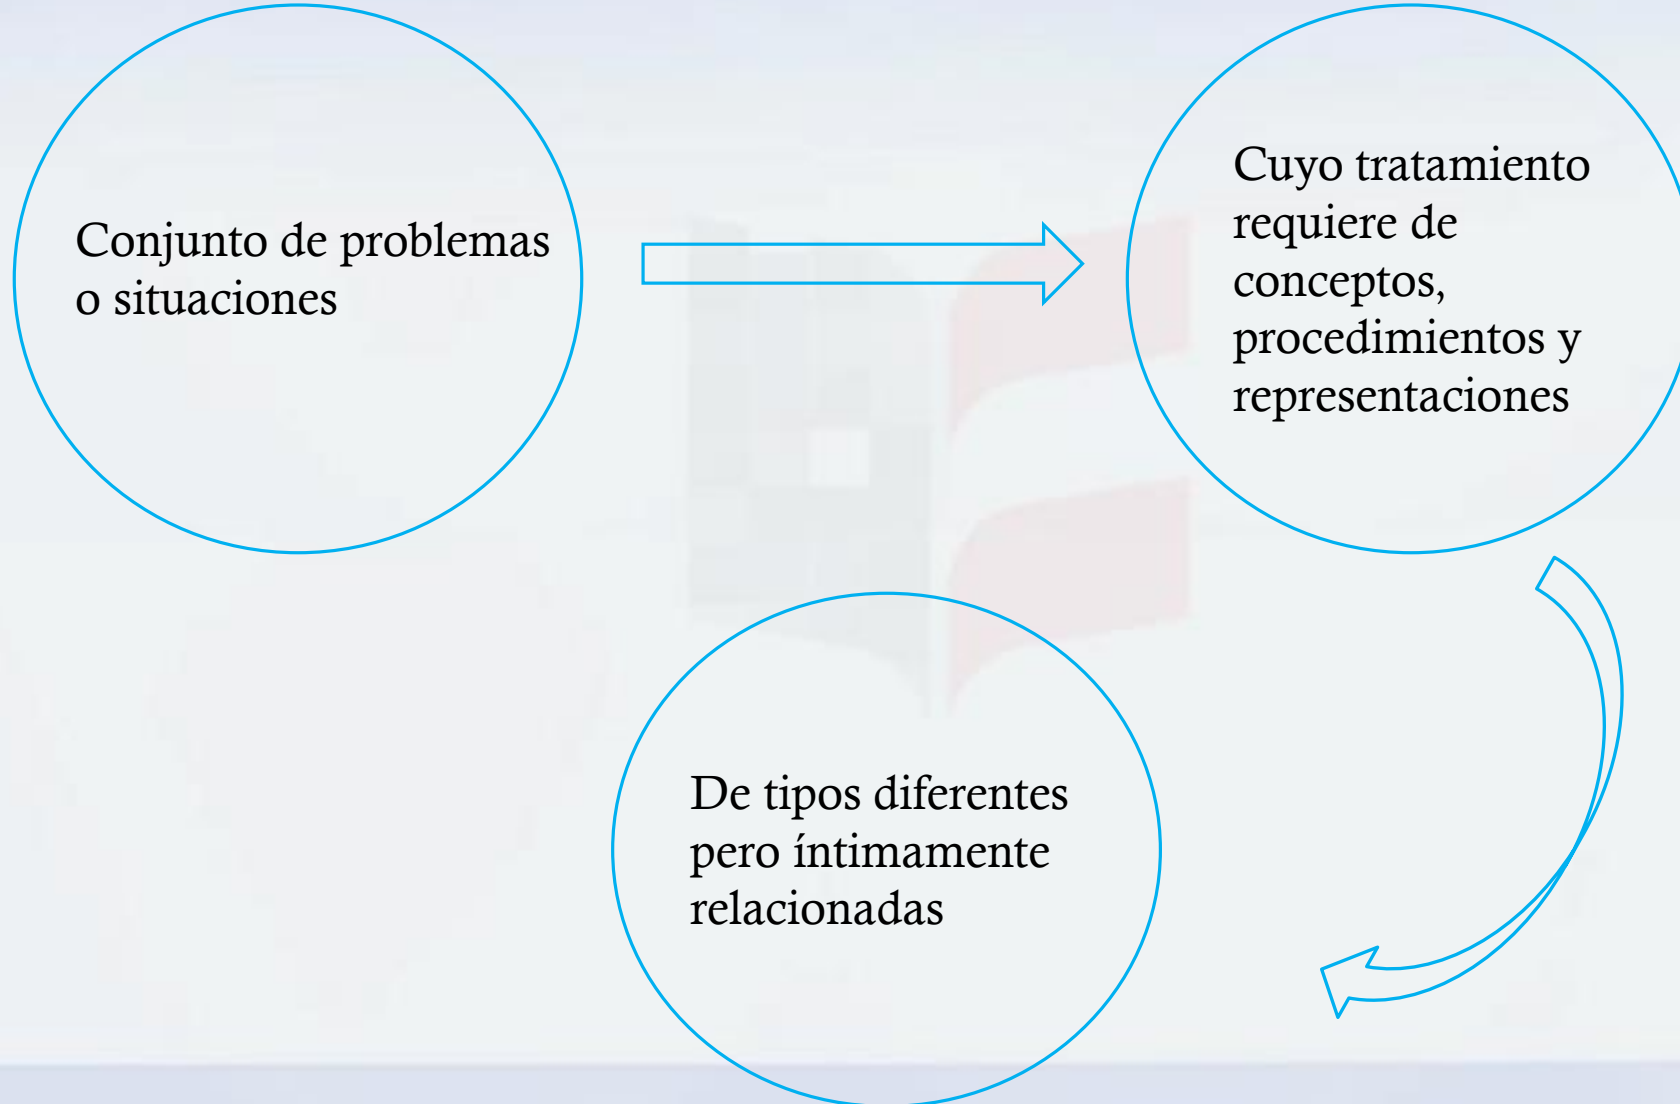 Conjunto de problemas
o situaciones
Cuyo tratamiento
requiere de
conceptos,
procedimientos y
representaciones
De tipos diferentes
pero íntimamente
relacionadas